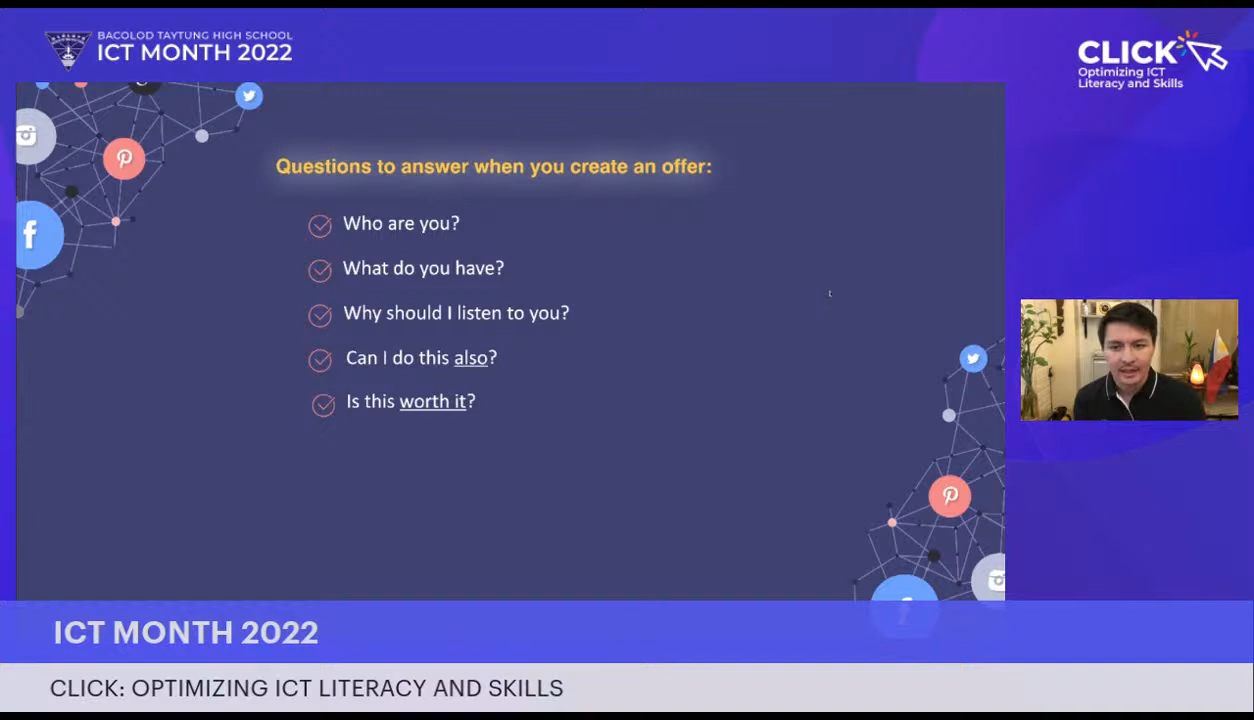 BACOLOD TAYTUNG HIGH SCHOOL
ICT MONTH 2022
CLICK
Optimizing ICT
Literacy and Skills
Questions to answer when you create an offer:
Who are you?
What do you have?
Why should I listen to you?
Can I do this also?
Is this worth it?
ICT MONTH 2022
CLICK: OPTIMIZING ICT LITERACY AND SKILLS